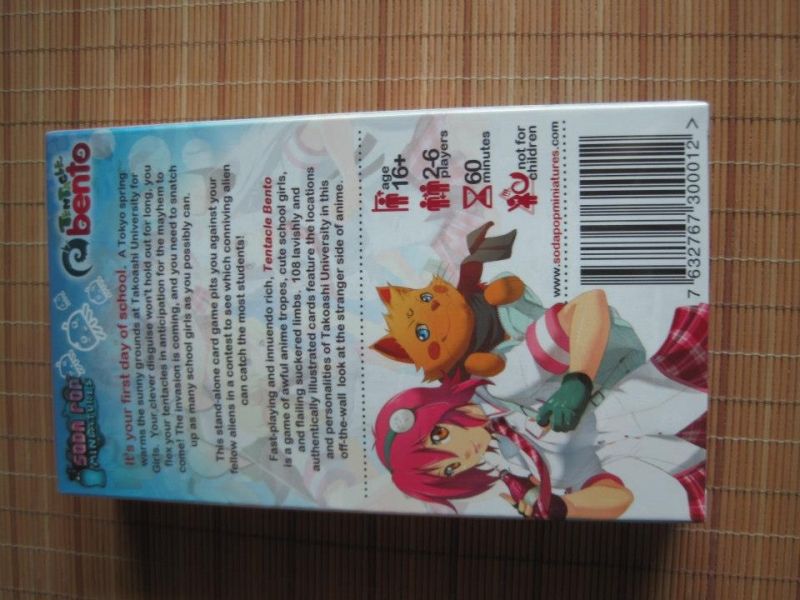 SODA POP
MINIATURES
TENTACLE
bento
It's your first day of school. A Tokyo spring
warms the sunny grounds at Takoashi University for
Girls. Your clever disguise won't hold out for long, you
flex your tentacles in anticipation for the mayhem to
come! The invasion is coming, and you need to snatch
up as many school girls as you possibly can.
This stand-alone card game pits you against your
fellow aliens in a contest to see which conniving alien
can catch the most students!
Fast-playing and innuendo rich, Tentacle Bento
is a game of awful anime tropes, cute school girls,
and flailing suckered limbs. 108 lavishly and
authentically illustrated cards feature the locations
and personalities of Takoashi University in this
off-the-wall look at the stranger side of anime.
age
16+
2-6
players
60
minutes
not for
children
www.sodapopminiatures.com
7 632767 300012 >